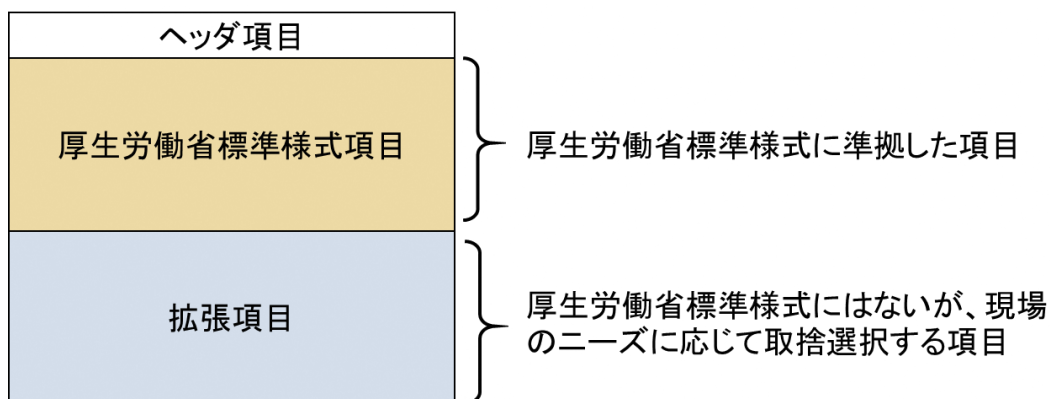 ヘッダ項目
厚生労働省標準様式項目
厚生労働省標準様式に準拠した項目
拡張項目
厚生労働省標準様式にはないが、現場
のニーズに応じて取捨選択する項目